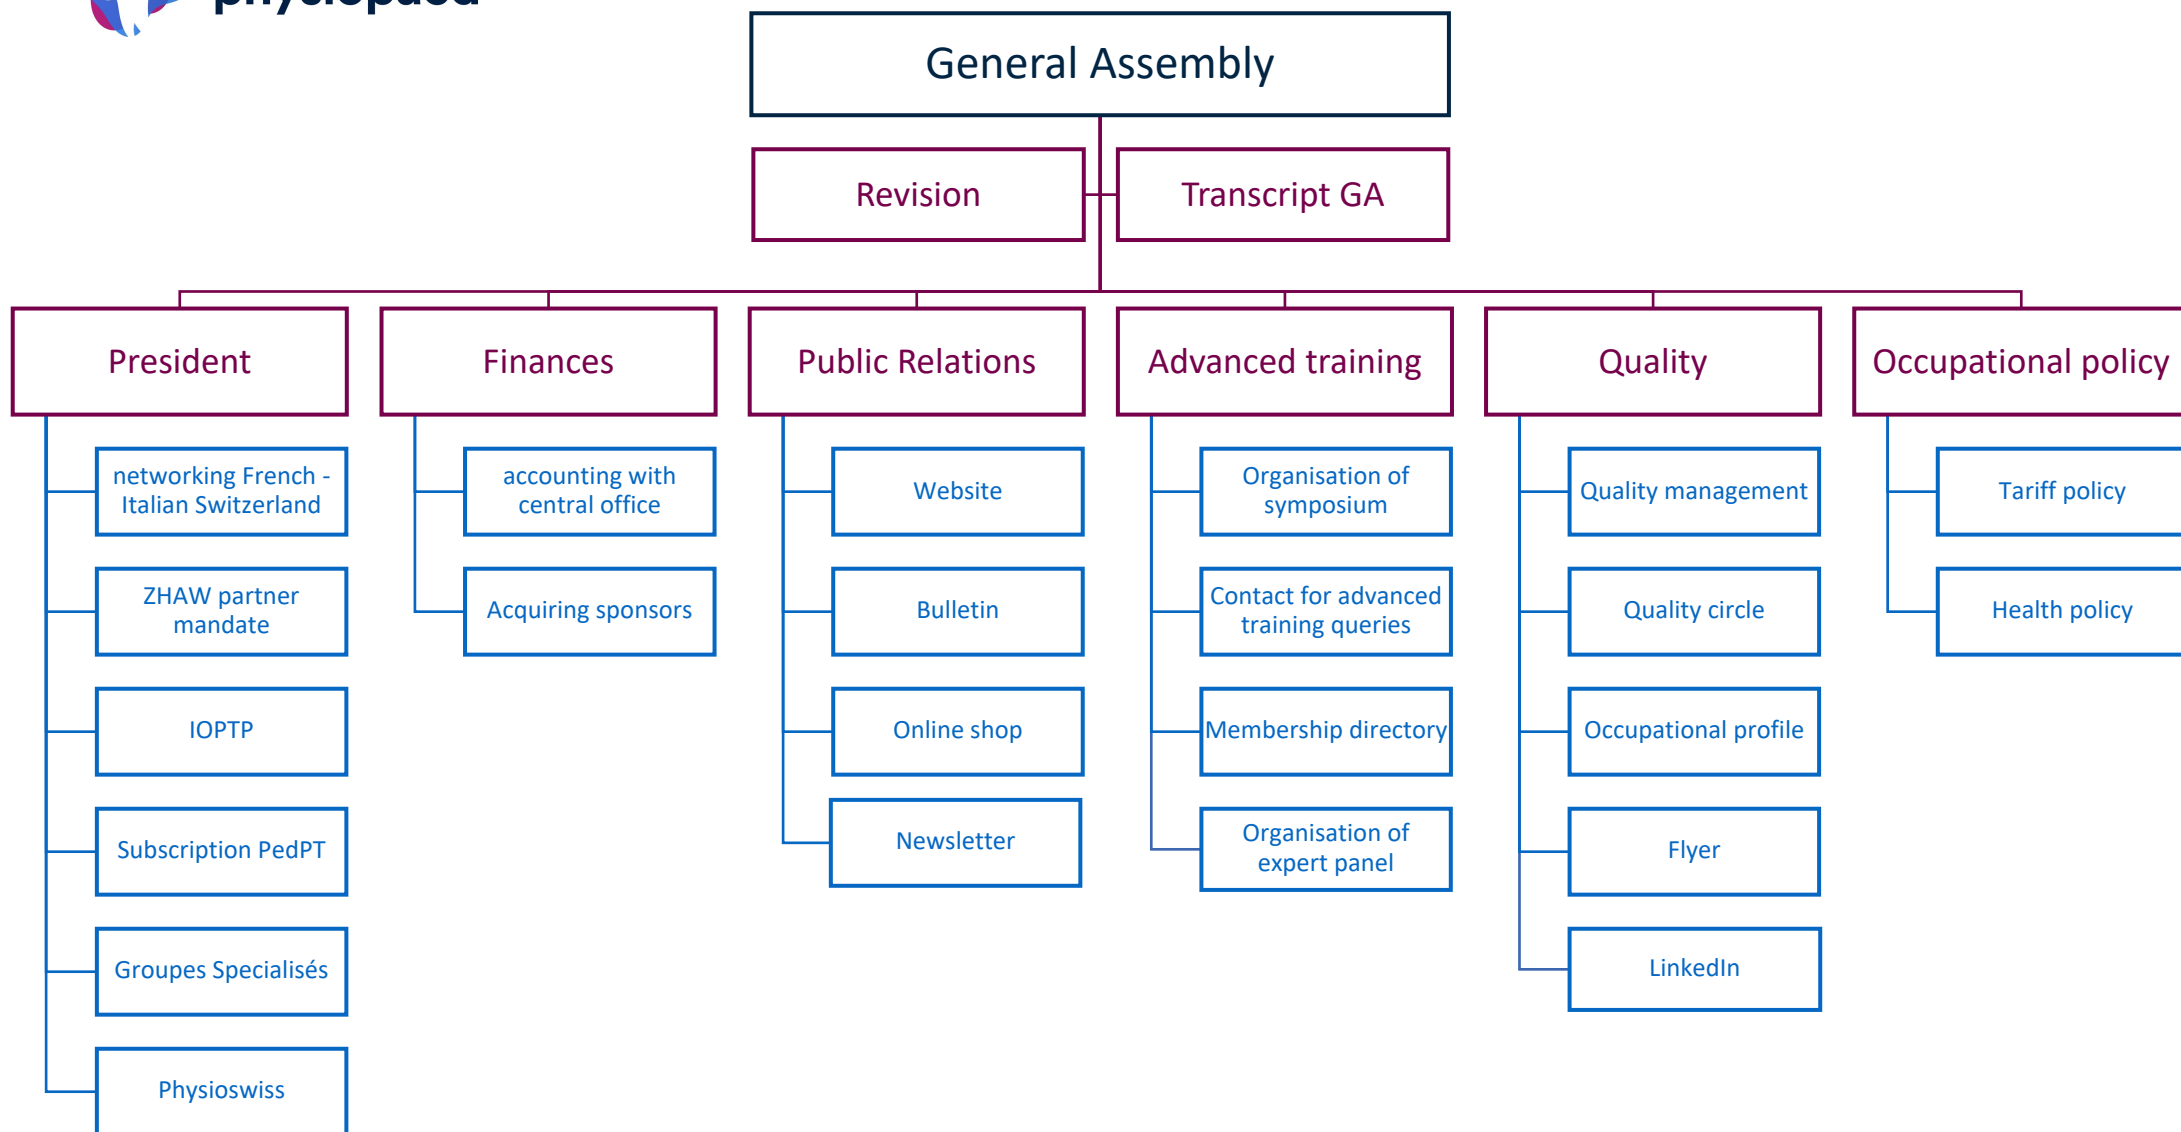 physiopaed
General Assembly
Revision
Transcript GA
President
Finances
Public Relations
Advanced training
Quality
Occupational policy
networking French -
Italian Switzerland
ZHAW partner
mandate
IOPTP
Subscription PedPT
Groupes Specialisés
Physioswiss
accounting with
central office
Acquiring sponsors
Website
Bulletin
Online shop
Newsletter
Organisation of
symposium
Contact for advanced
training queries
Membership directory
Organisation of
expert panel
Quality management
Quality circle
Occupational profile
Flyer
LinkedIn
Tariff policy
Health policy